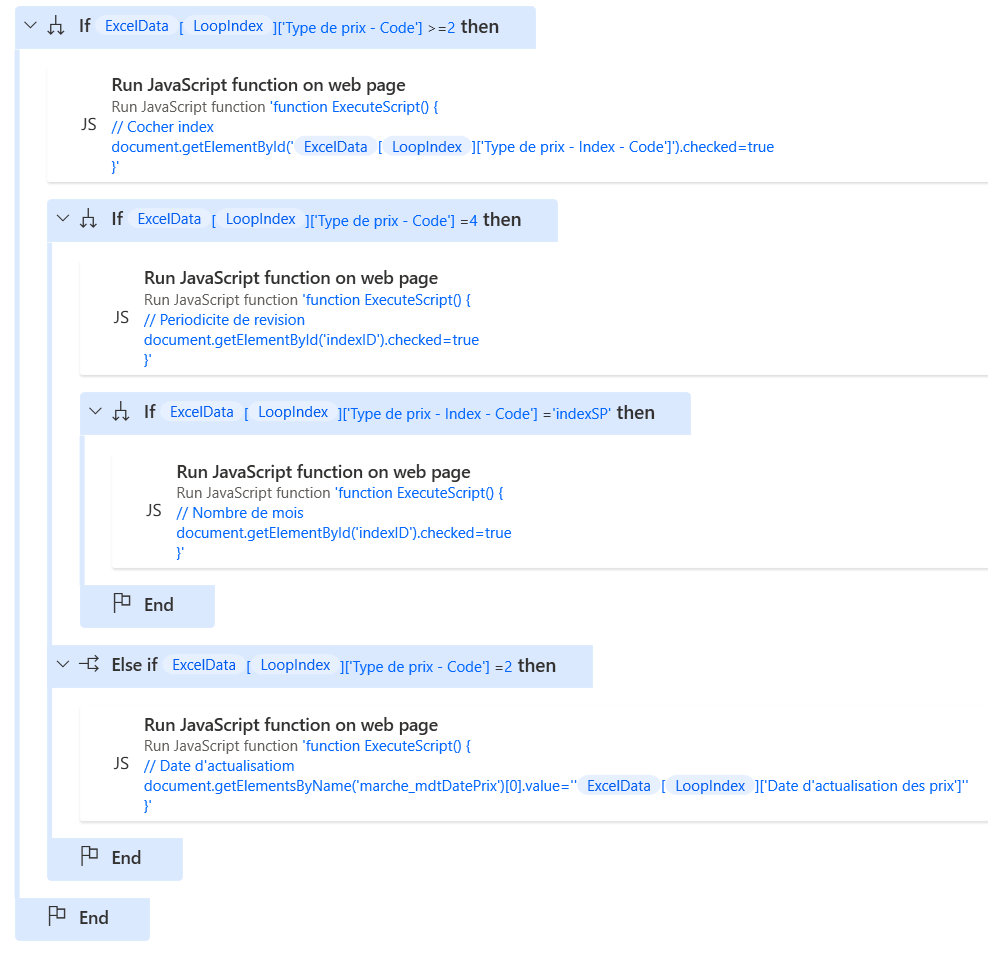 If ExcelData [ LoopIndex ]['Type de prix - Code'] >=2 then
Run JavaScript function on web page
Run JavaScript function 'function ExecuteScript() {
JS
// Cocher index
document.getElementById(' ExcelData [ LoopIndex ]['Type de prix - Index - Code']').checked=true
}'
If ExcelData [ LoopIndex ]['Type de prix - Code'] =4 then
Run JavaScript function on web page
Run JavaScript function 'function ExecuteScript() {
JS
// Periodicite de revision
document.getElementById('indexID').checked=true
}'
If ExcelData [ LoopIndex ]['Type de prix - Index - Code'] ='indexSP' then
Run JavaScript function on web page
Run JavaScript function 'function ExecuteScript() {
JS
// Nombre de mois
document.getElementById('indexID').checked=true
}'
End
Else if ExcelData [ LoopIndex ]['Type de prix - Code'] =2 then
Run JavaScript function on web page
Run JavaScript function 'function ExecuteScript() {
JS
// Date d'actualisatiom
document.getElementsByName('marche_mdtDatePrix')[0].value='' ExcelData [ LoopIndex ]['Date d'actualisation des prix']''
}'
End
End